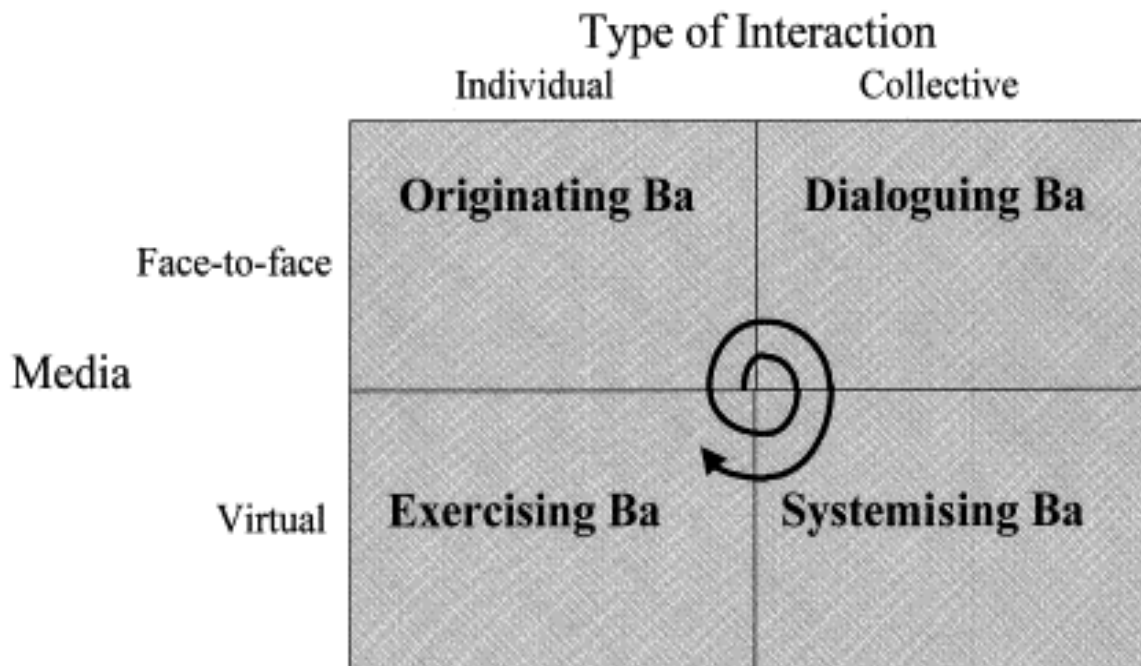 Type of Interaction
Individual Collective
Originating Ba Dialoguing Ba
Face-to-face
Media
Virtual
Exercising Ba Systemising Ba